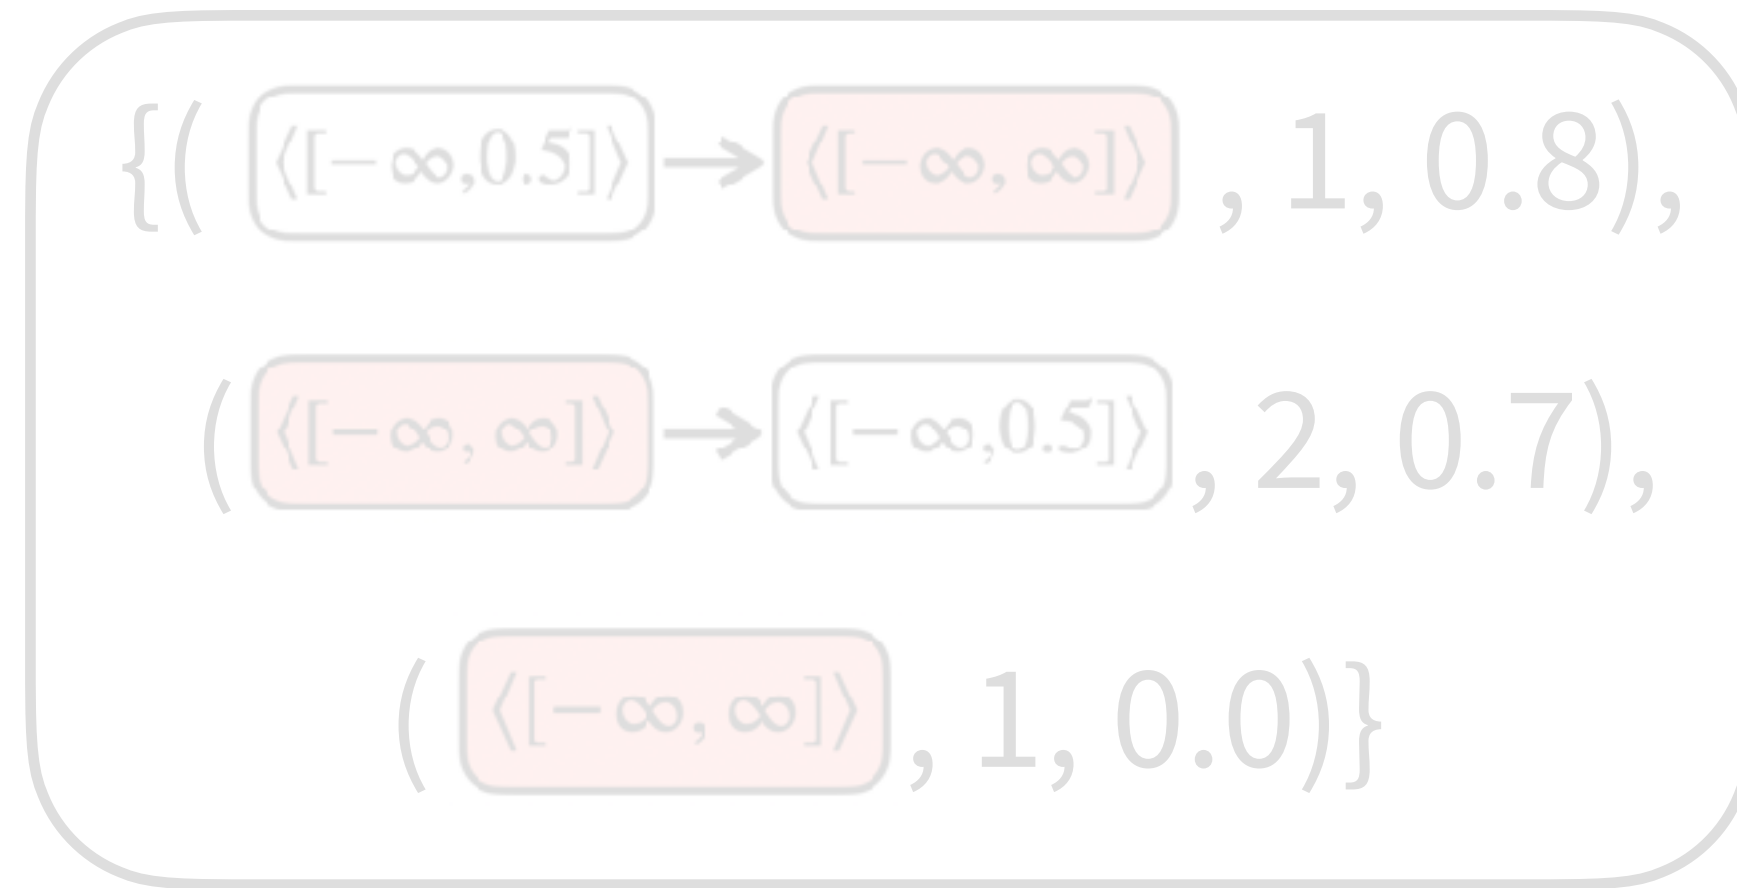 {( ⟨[−∞,0.5]⟩ → ⟨[−∞, ∞]⟩ , 1, 0.8),
( ⟨[−∞, ∞]⟩ → ⟨[−∞,0.5]⟩ , 2, 0.7),
( ⟨[−∞, ∞]⟩ , 1, 0.0)}